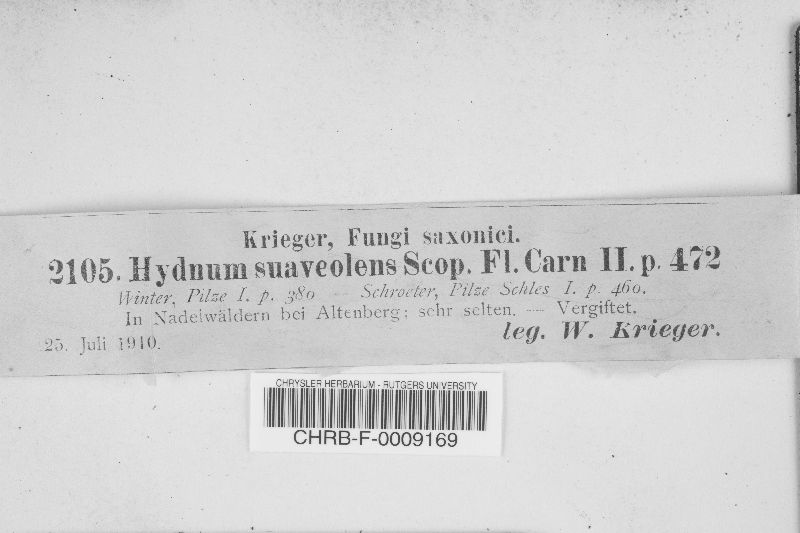 Krieger, Fungi saxonici.
2105. Hydnum suaveolens Scop. Fl. Carn II. p. 472
Winter, Pilze I. p. 380 — Schroeter, Pilze Schles I. p. 460.
In Nadelwäldern bei Altenberg; sehr selten. — Vergiftet.
25. Juli 1910.
leg. W. Krieger.
CHRYSLER HERBARIUM - RUTGERS UNIVERSITY
CHRB-F-0009169